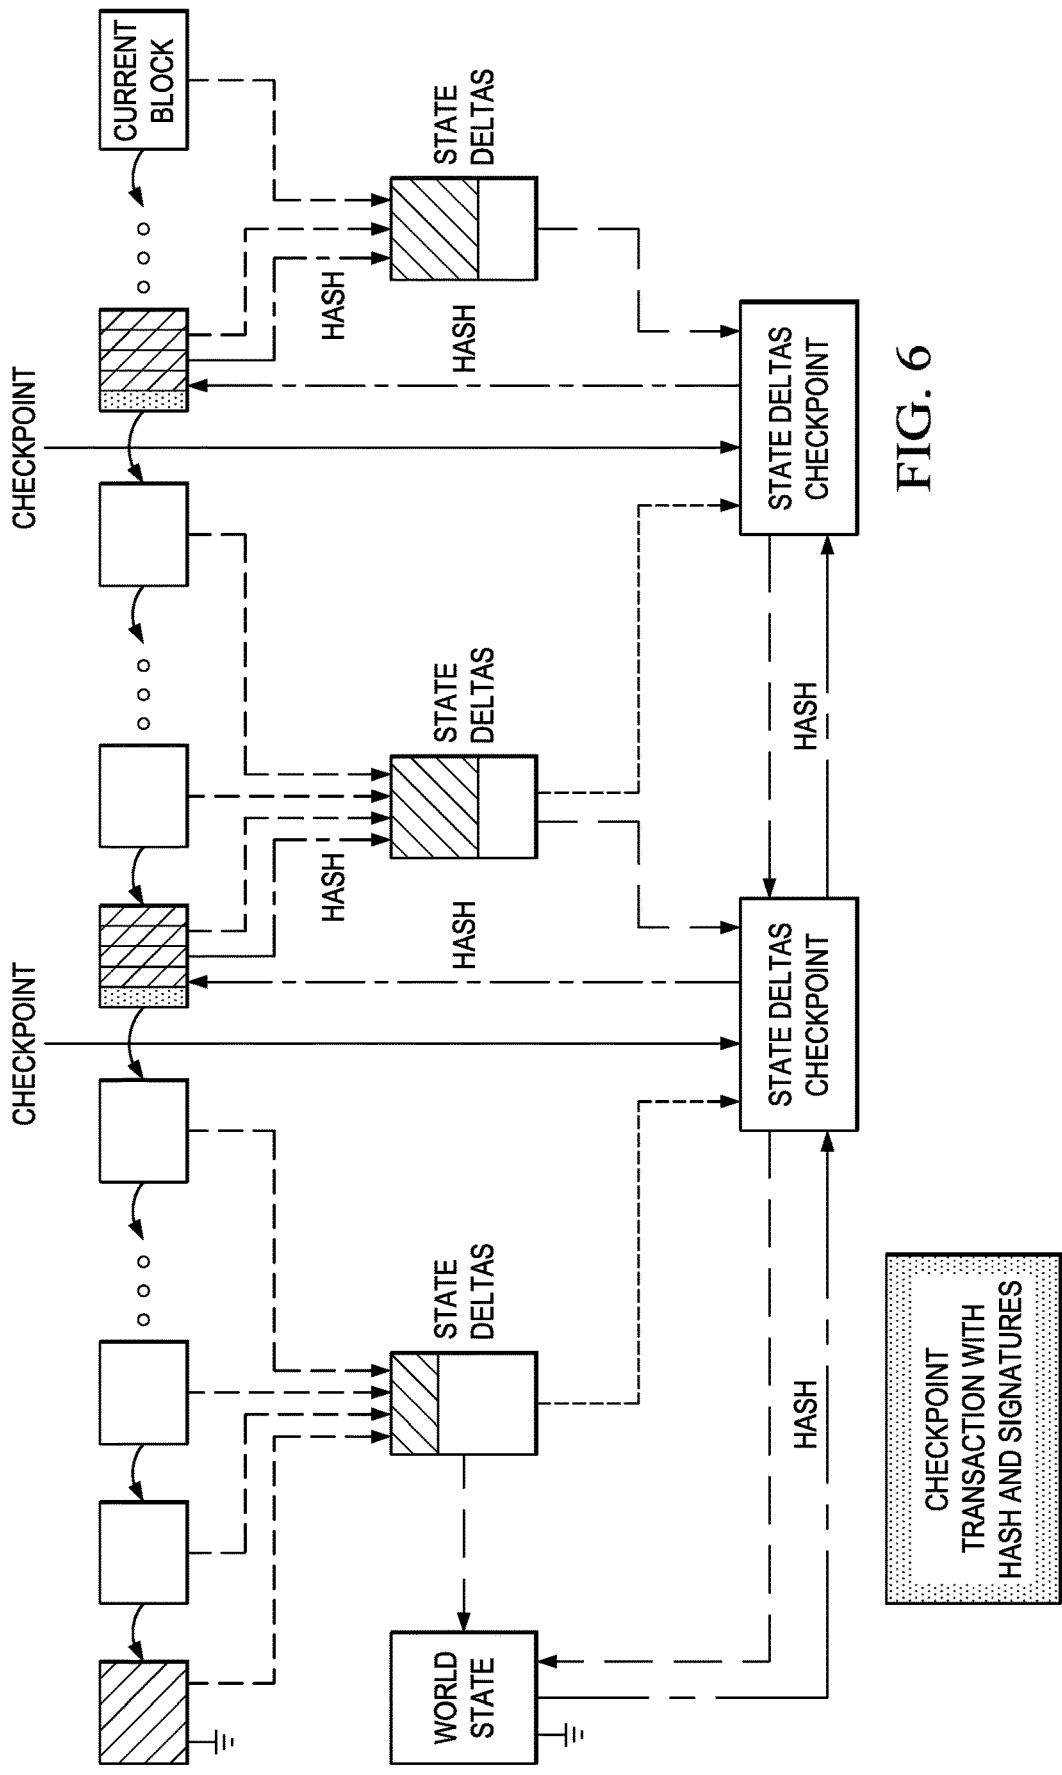 CHECKPOINT
CHECKPOINT
CURRENT
BLOCK
HASH
HASH
HASH
HASH
STATE
DELTAS
STATE
DELTAS
STATE
DELTAS
WORLD
STATE
STATE DELTAS
CHECKPOINT
STATE DELTAS
CHECKPOINT
HASH
HASH
CHECKPOINT
TRANSACTION WITH
HASH AND SIGNATURES
FIG. 6